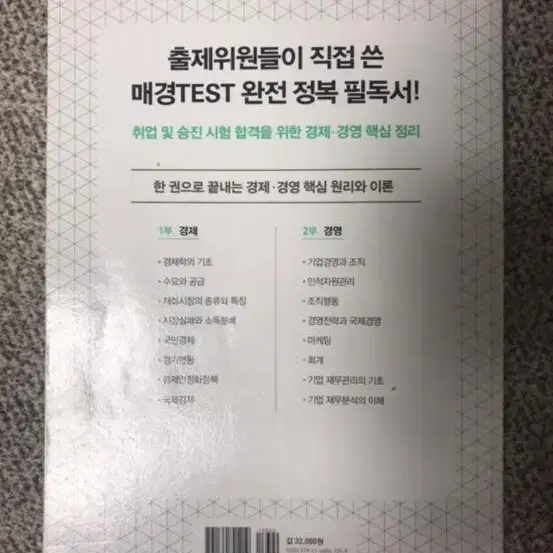 출제위원들이 직접 쓴
매경TEST 완전 정복 필독서!
취업 및 승진 시험 합격을 위한 경제·경영 핵심 정리
한 권으로 끝내는 경제·경영 핵심 원리와 이론
1부 경제
· 경제학의 기초
· 수요와 공급
· 재화시장의 종류와 특징
· 시장실패와 소득분배
· 국민경제
· 경기변동
· 경제안정화정책
· 국제경제
2부 경영
· 기업경영과 조직
· 인적자원관리
· 조직행동
· 경영전략과 국제경영
· 마케팅
· 회계
· 기업 재무관리의 기초
· 기업 재무분석의 이해
값 32,000원